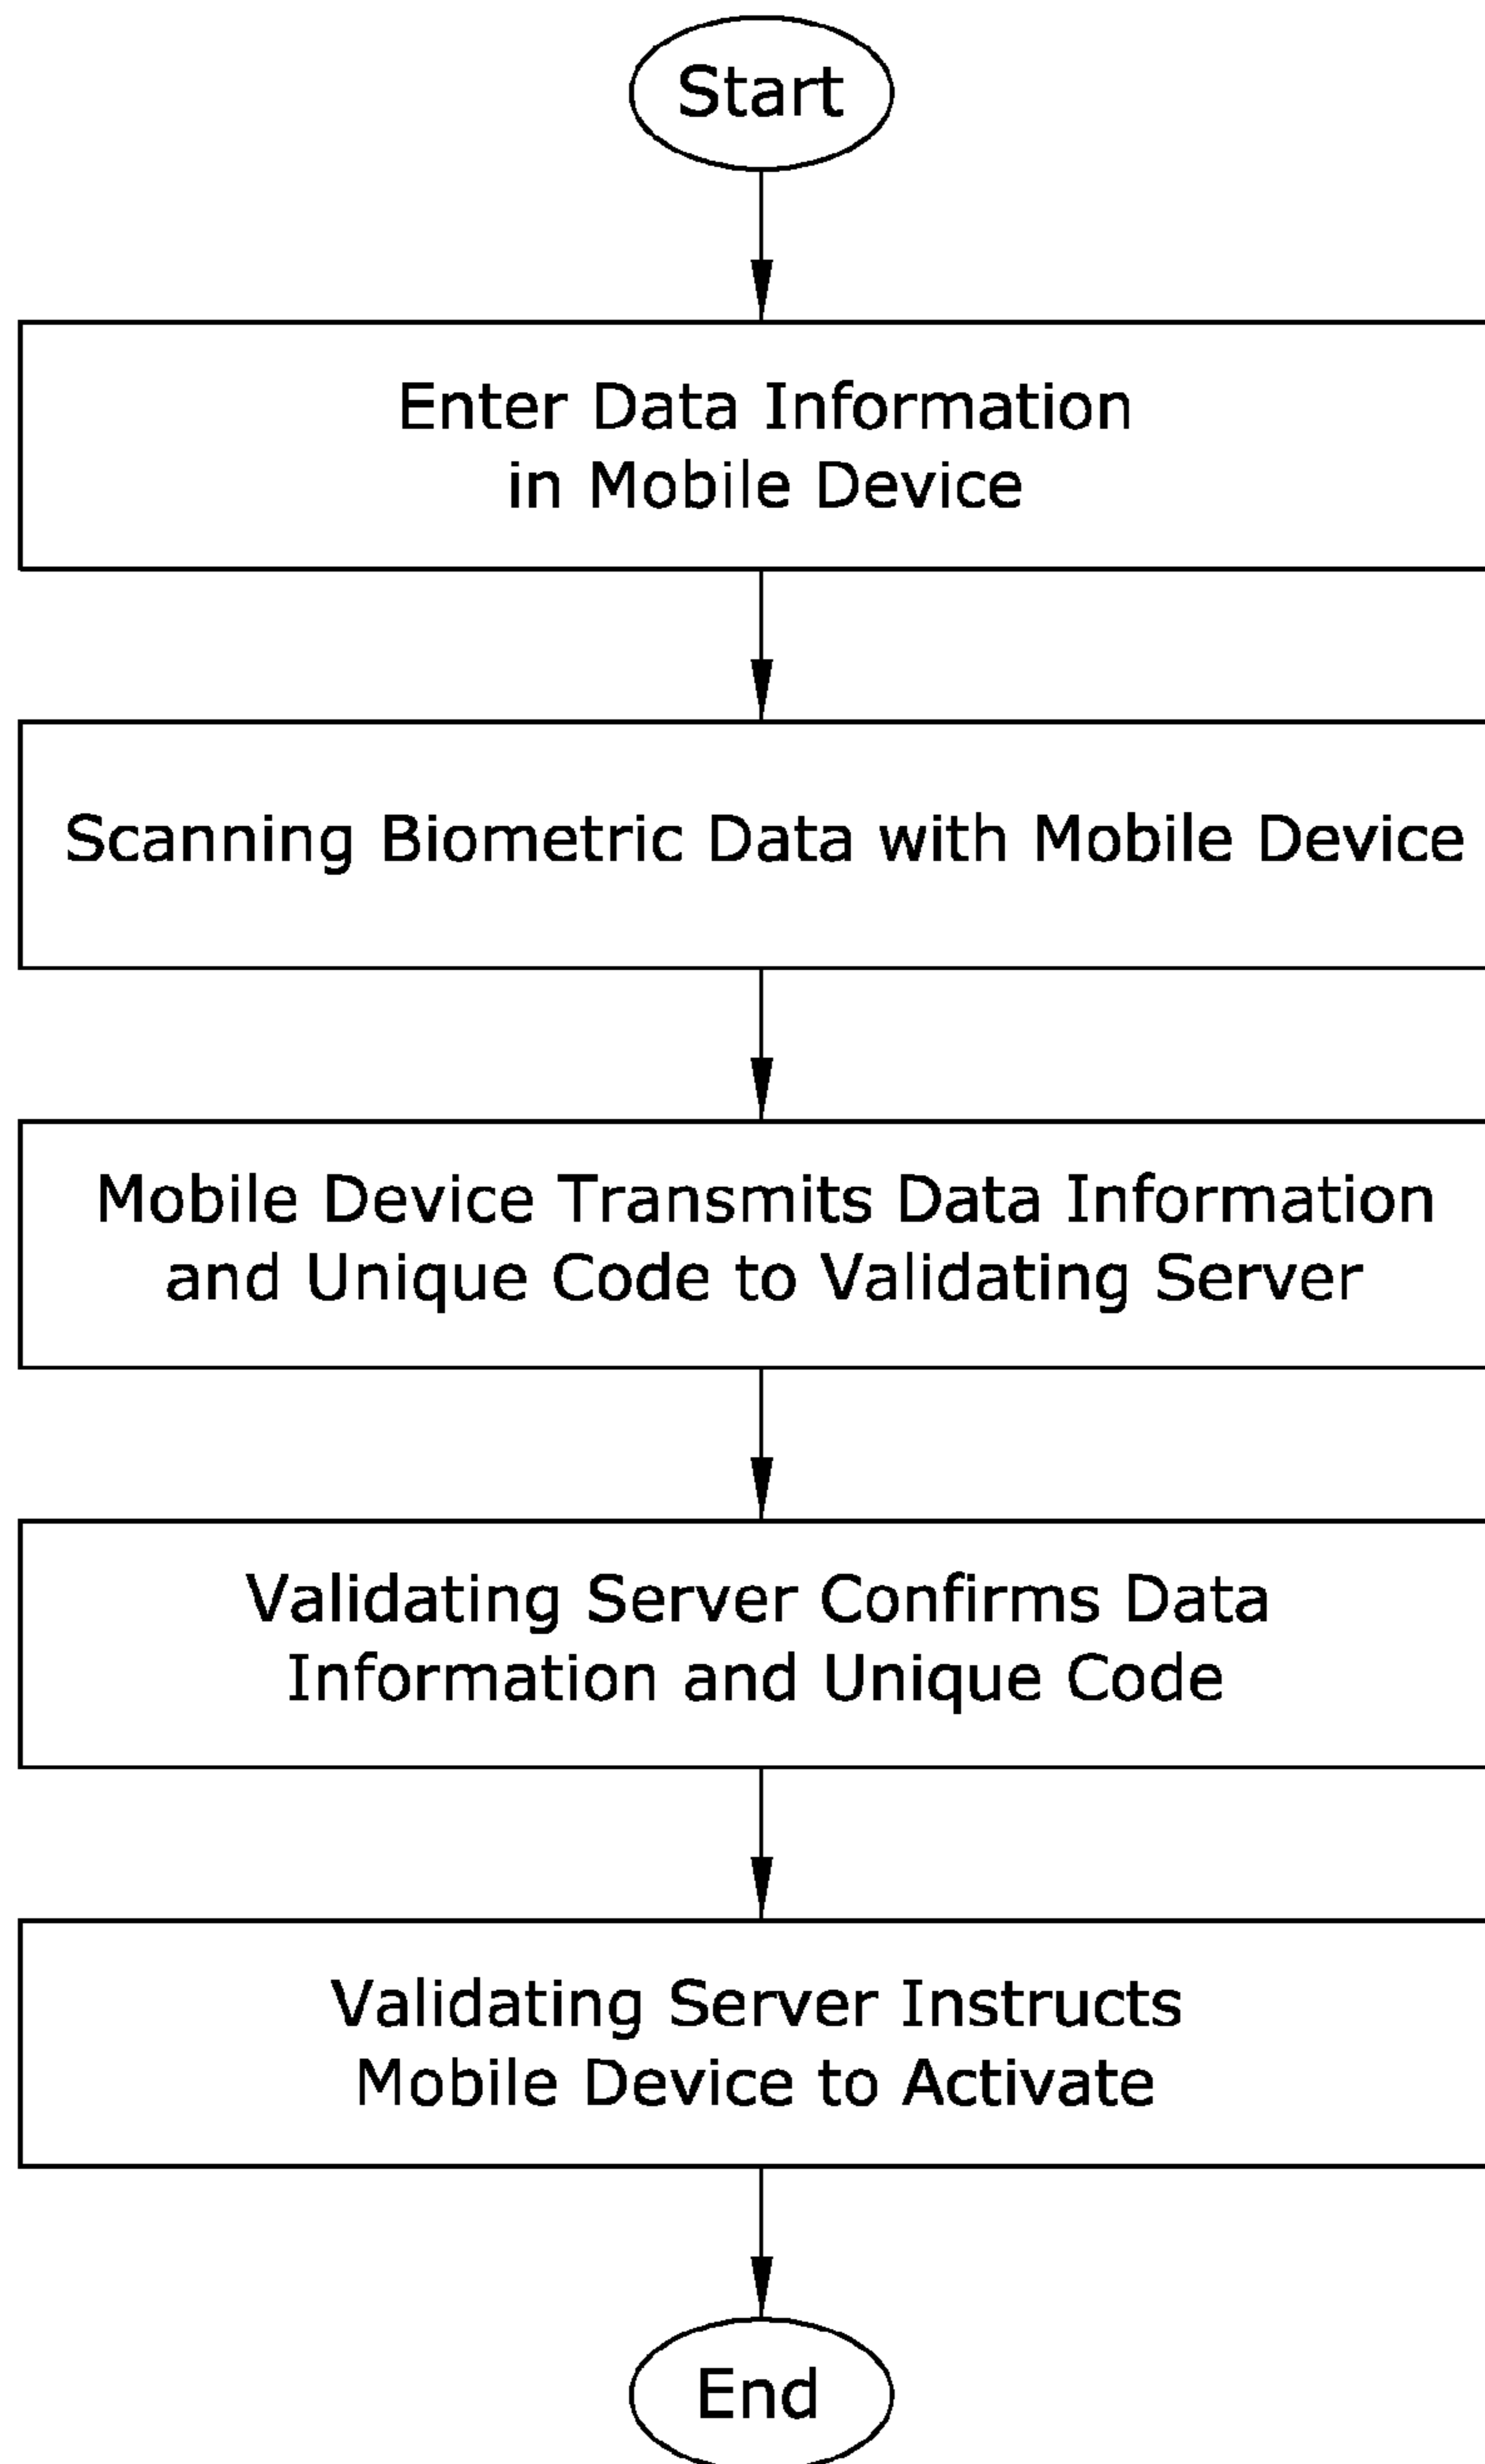 Start
Enter Data Information
in Mobile Device
Scanning Biometric Data with Mobile Device
Mobile Device Transmits Data Information
and Unique Code to Validating Server
Validating Server Confirms Data
Information and Unique Code
Validating Server Instructs
Mobile Device to Activate
End